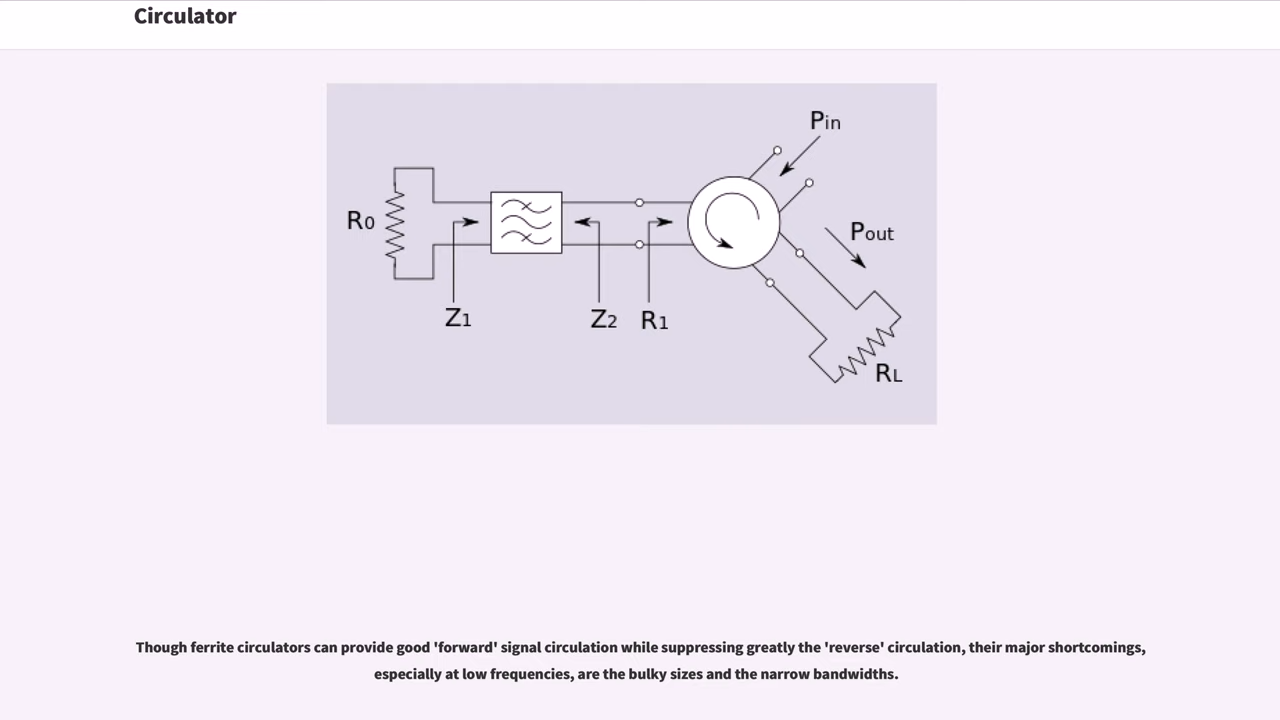 Circulator
Pin
Pout
R0
Z1
Z2
R1
RL
Though ferrite circulators can provide good 'forward' signal circulation while suppressing greatly the 'reverse' circulation, their major shortcomings,
especially at low frequencies, are the bulky sizes and the narrow bandwidths.